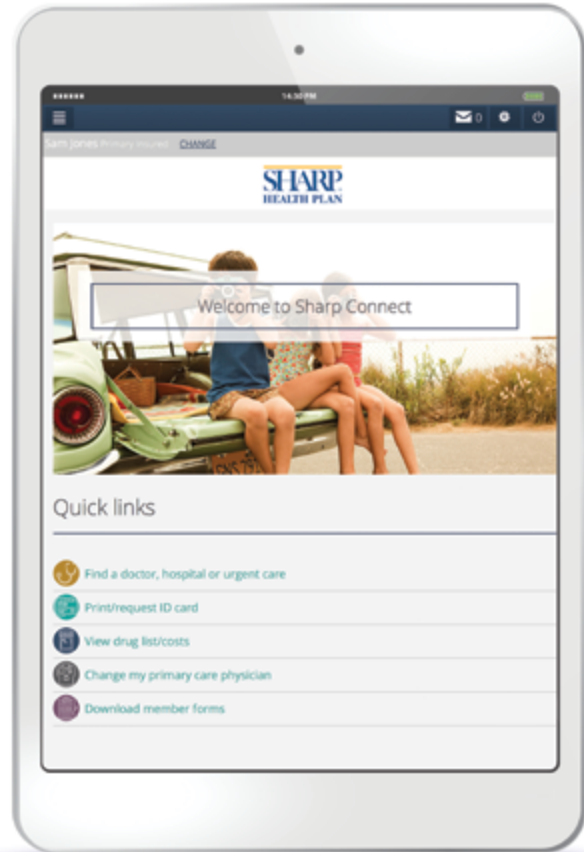 14:30 PM
0
Sam Jones Primary Insured CHANGE
SHARP
HEALTH PLAN
Welcome to Sharp Connect
Quick links
Find a doctor, hospital or urgent care
Print/request ID card
View drug list/costs
Change my primary care physician
Download member forms